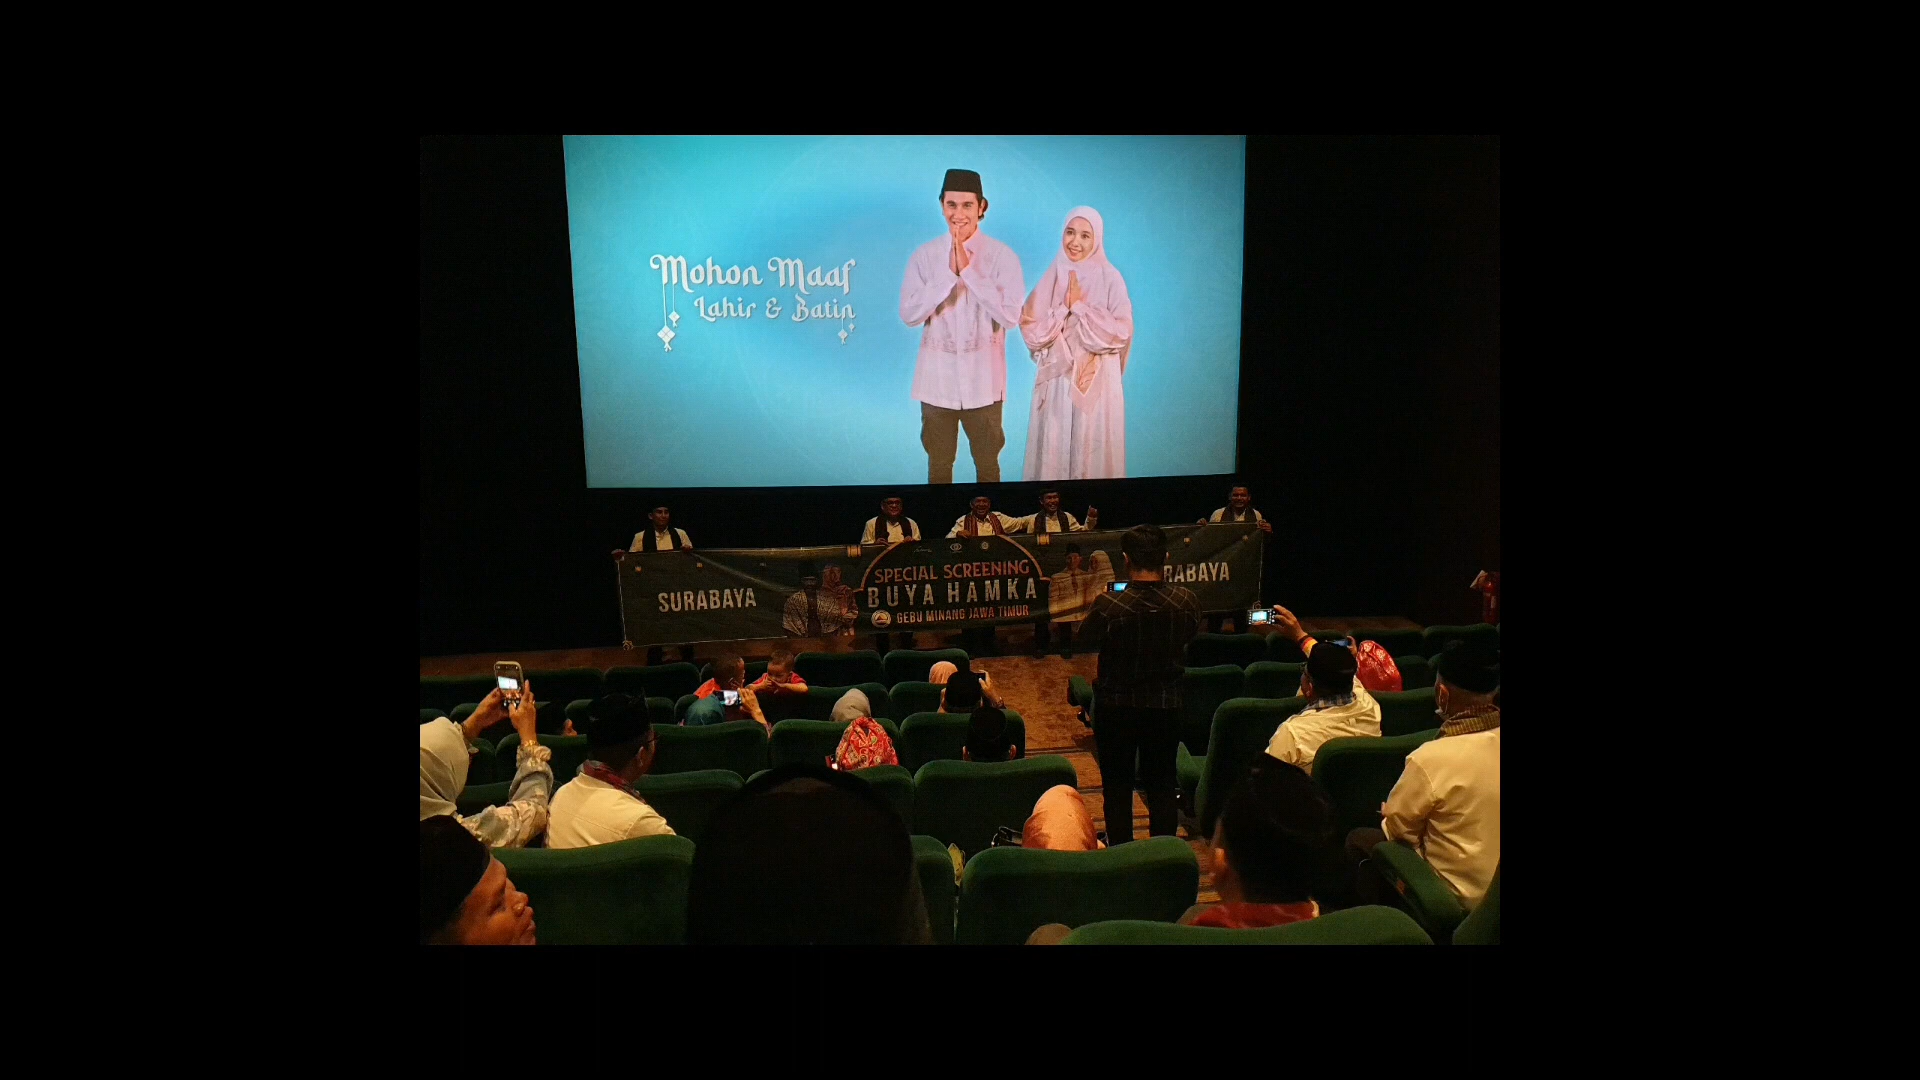 Mohon Maaf
Lahir & Batin
SURABAYA
SPECIAL SCREENING
BUYA HAMKA
GEBU MINANG JAWA TIMUR
RABAYA